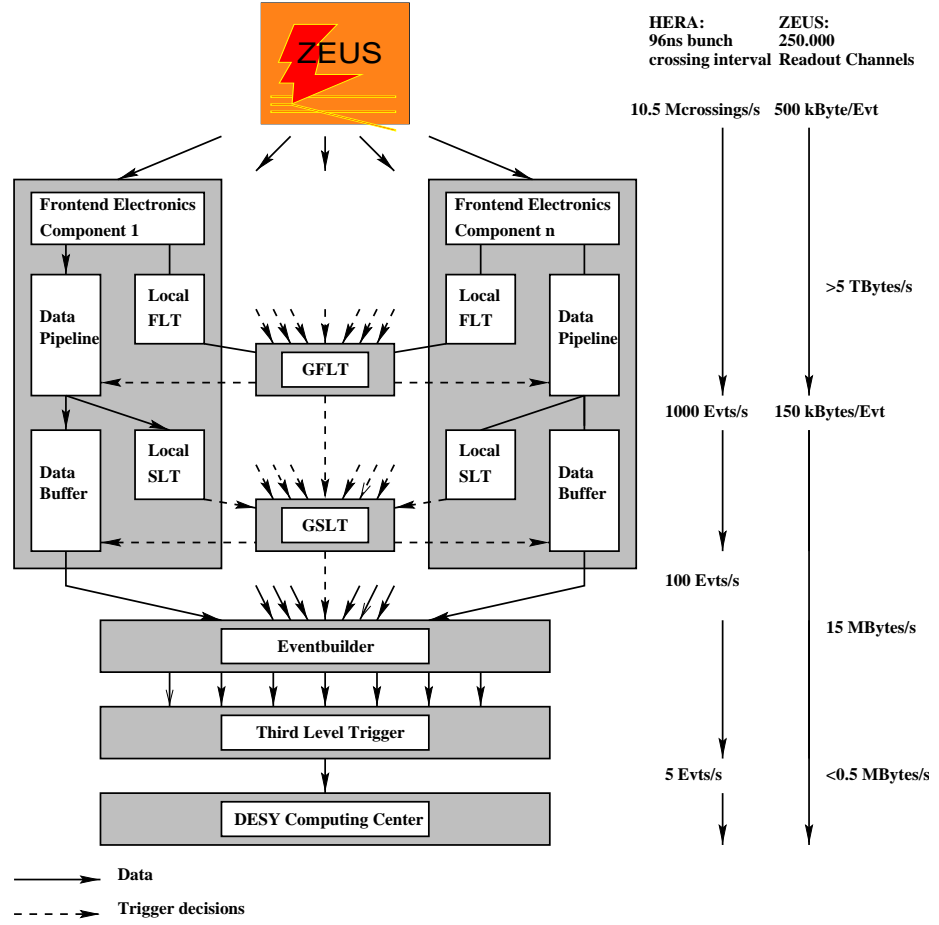 ZEUS
HERA:
96ns bunch
crossing interval
ZEUS:
250.000
Readout Channels
10.5 Mcrossings/s
500 kByte/Evt
Frontend Electronics
Component 1
Frontend Electronics
Component n
Data
Pipeline
Local
FLT
Local
FLT
Data
Pipeline
>5 TBytes/s
GFLT
1000 Evts/s
150 kBytes/Evt
Data
Buffer
Local
SLT
Local
SLT
Data
Buffer
GSLT
100 Evts/s
15 MBytes/s
Eventbuilder
Third Level Trigger
5 Evts/s
<0.5 MBytes/s
DESY Computing Center
Data
Trigger decisions